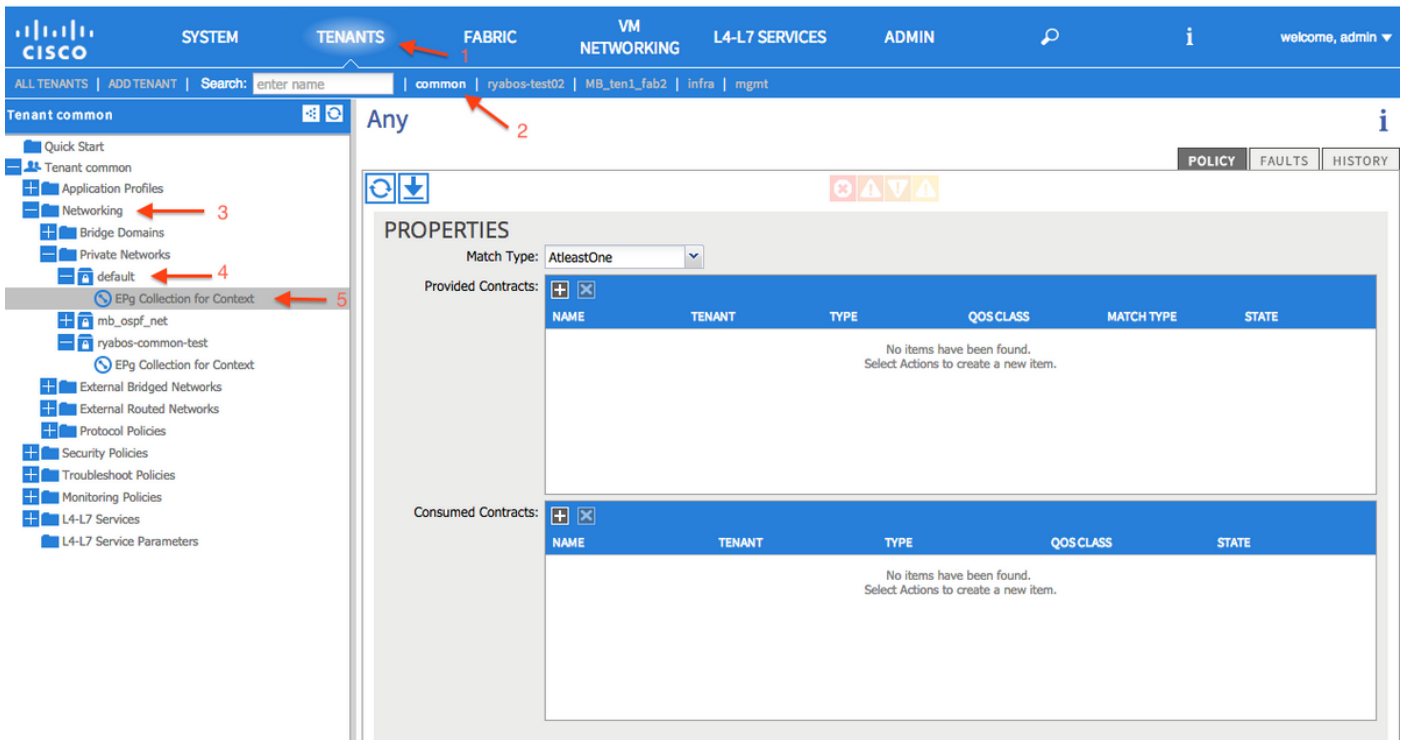 CISCO
SYSTEM
TENANTS
FABRIC
VM
NETWORKING
L4-L7 SERVICES
ADMIN
i
welcome, admin
1
ALL TENANTS | ADD TENANT | Search: enter name | common | ryabos-test02 | MB_ten1_fab2 | infra | mgmt
2
Tenant common
Quick Start
Tenant common
Application Profiles
Networking 3
Bridge Domains
Private Networks
default 4
EPg Collection for Context 5
mb_ospf_net
ryabos-common-test
EPg Collection for Context
External Bridged Networks
External Routed Networks
Protocol Policies
Security Policies
Troubleshoot Policies
Monitoring Policies
L4-L7 Services
L4-L7 Service Parameters
Any
i
POLICY FAULTS HISTORY
PROPERTIES
Match Type: AtleastOne
Provided Contracts:
NAME TENANT TYPE QOS CLASS MATCH TYPE STATE
No items have been found.
Select Actions to create a new item.
Consumed Contracts:
NAME TENANT TYPE QOS CLASS STATE
No items have been found.
Select Actions to create a new item.